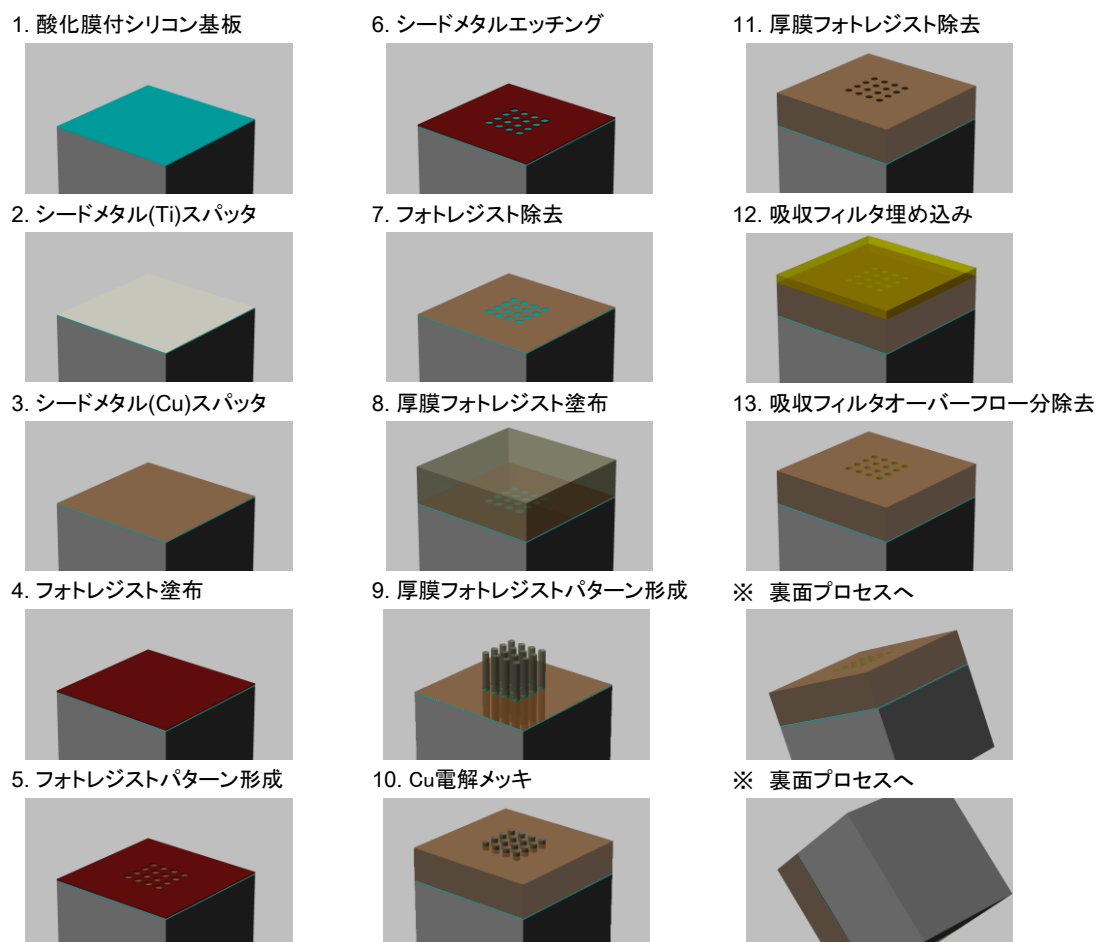 1. 酸化膜付シリコン基板
2. シードメタル(Ti)スパッタ
3. シードメタル(Cu)スパッタ
4. フォトレジスト塗布
5. フォトレジストパターン形成
6. シードメタルエッチング
7. フォトレジスト除去
8. 厚膜フォトレジスト塗布
9. 厚膜フォトレジストパターン形成
10. Cu電解メッキ
11. 厚膜フォトレジスト除去
12. 吸収フィルタ埋め込み
13. 吸収フィルタオーバーフロー分除去
※ 裏面プロセスへ
※ 裏面プロセスへ